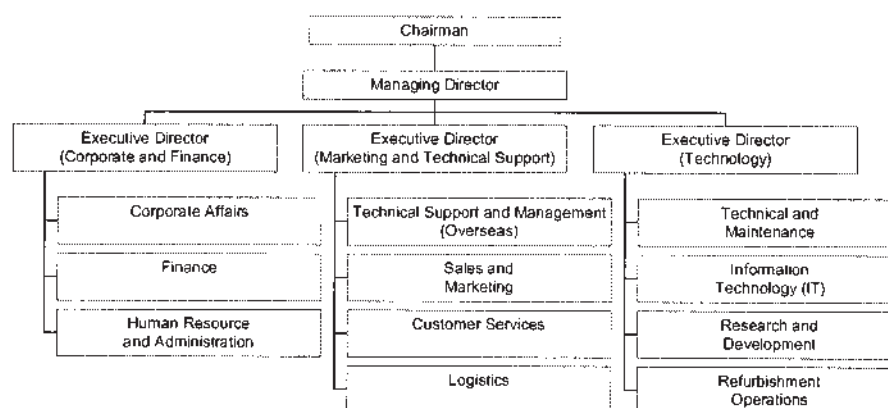 Chairman
Managing Director
Executive Director
(Corporate and Finance)
Executive Director
(Marketing and Technical Support)
Executive Director
(Technology)
Corporate Affairs
Finance
Human Resource
and Administration
Technical Support and Management
(Overseas)
Sales and
Marketing
Customer Services
Logistics
Technical and
Maintenance
Information
Technology (IT)
Research and
Development
Refurbishment
Operations